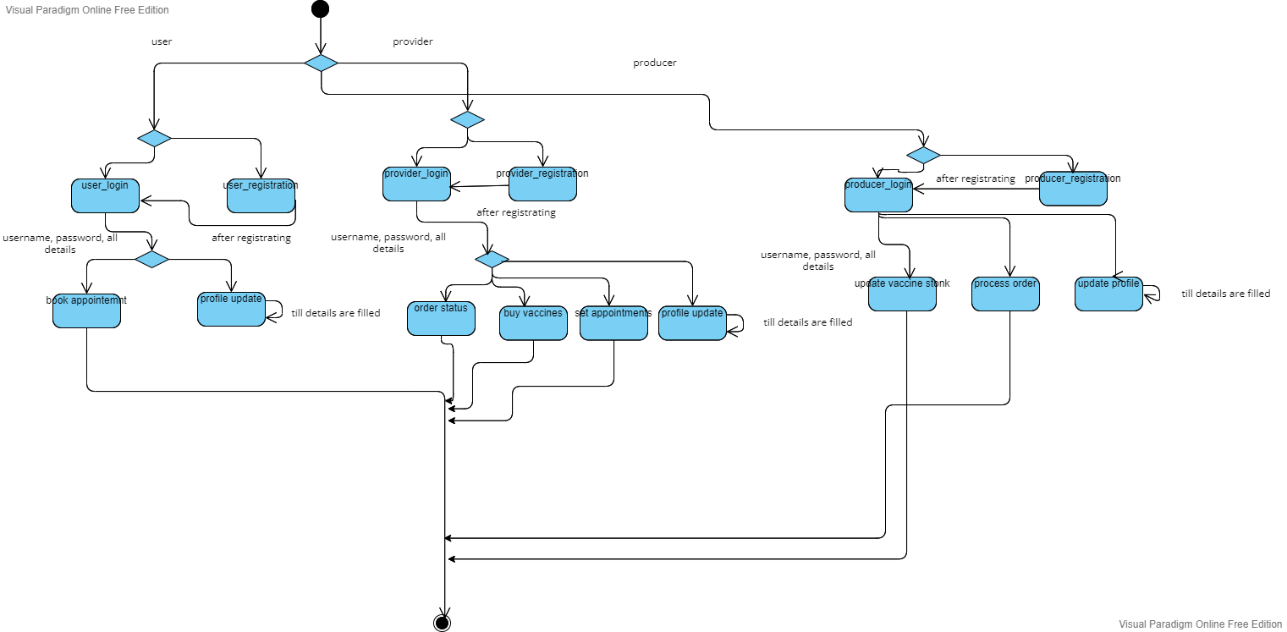 Visual Paradigm Online Free Edition
user
provider
producer
user_login
user_registration
provider_login
provider_registration
producer_login
after registrating
producer_registration
after registrating
username, password, all
details
after registrating
username, password, all
details
username, password, all
details
book appointemnt
profile update
till details are filled
order status
buy vaccines
set appointments
profile update
till details are filled
update vaccine stonk
process order
update profile
till details are filled
Visual Paradigm Online Free Edition